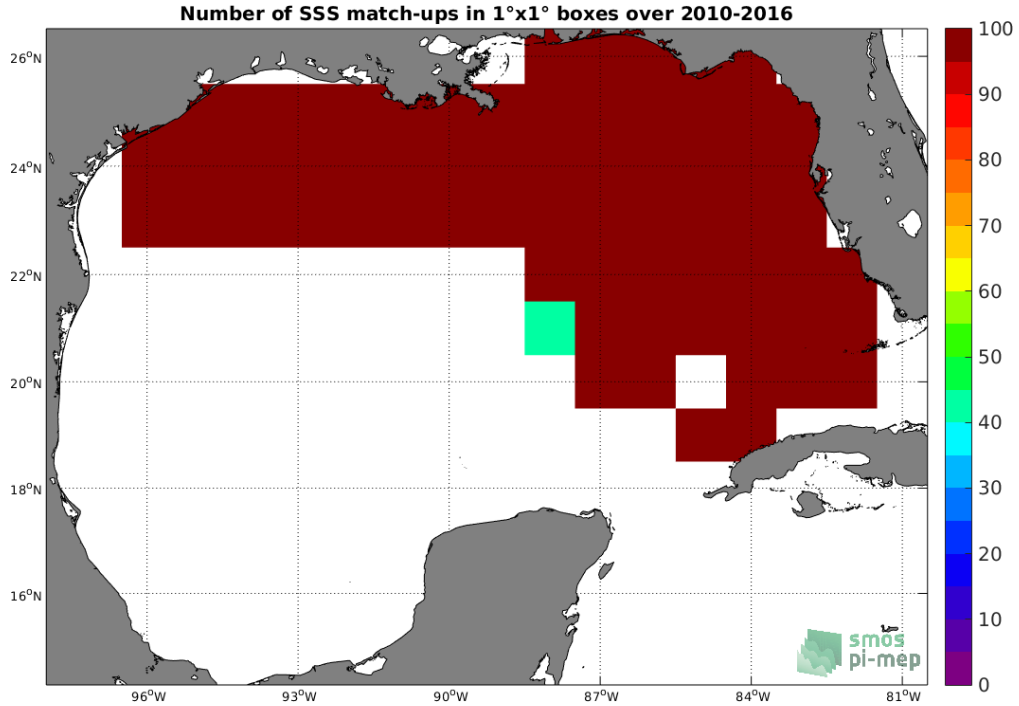 Number of SSS match-ups in 1°x1° boxes over 2010-2016
26°N
24°N
22°N
20°N
18°N
16°N
96°W
93°W
90°W
87°W
84°W
81°W
100
90
80
70
60
50
40
30
20
10
0
smos
pi-mep